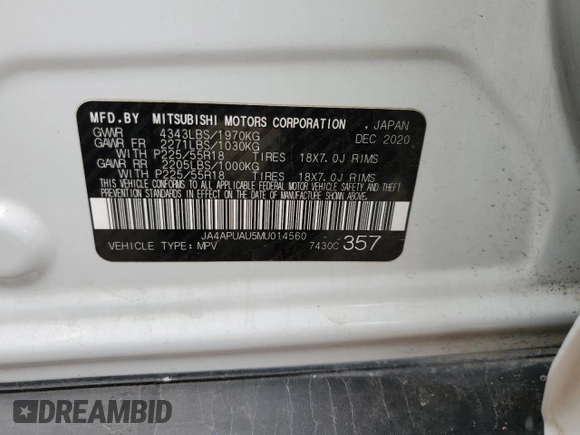 MFD.BY MITSUBISHI MOTORS CORPORATION . JAPAN
GVWR 4343LBS/1970KG DEC 2020
GAWR FR 2271LBS/1030KG
WITH P225/55R18 TIRES 18X7.0J RIMS
GAWR RR 2205LBS/1000KG
WITH P225/55R18 TIRES 18X7.0J RIMS
THIS VEHICLE CONFORMS TO ALL APPLICABLE FEDERAL MOTOR VEHICLE SAFETY AND THEFT
PREVENTION STANDARDS IN EFFECT ON THE DATE OF MANUFACTURE SHOWN ABOVE.
JA4APUAU5MU014560
VEHICLE TYPE:MPV 7430C 357
DREAMBID